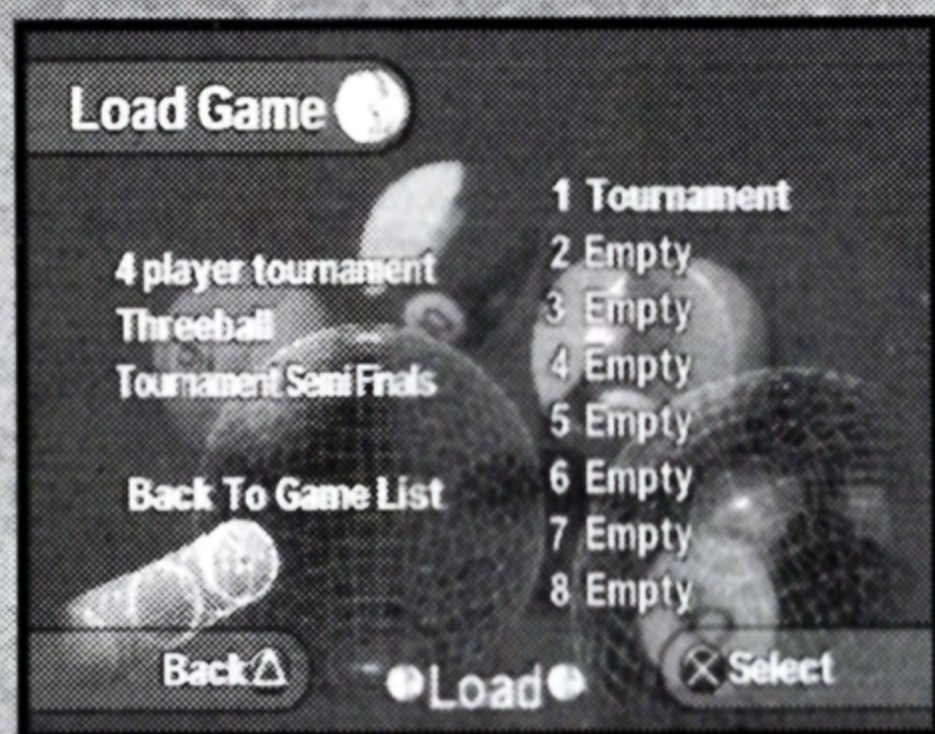 Load Game
4 player tournament
Threeball
Tournament Semi Finals
Back To Game List
1 Tournament
2 Empty
3 Empty
4 Empty
5 Empty
6 Empty
7 Empty
8 Empty
Back △
Load
Ⓧ Select